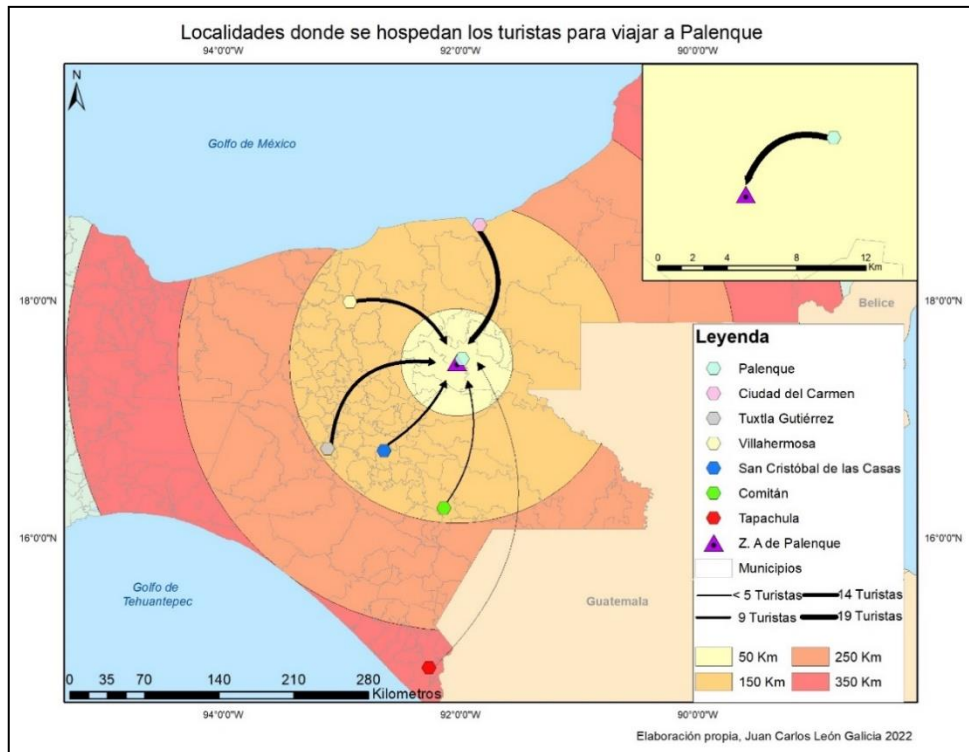 Localidades donde se hospedan los turistas para viajar a Palenque
94°0'0"W 92°0'0"W 90°0'0"W
N
Golfo de México
0 2 4 8 12
Km
18°0'0"N 18°0'0"N
Belice
Leyenda
Palenque
Ciudad del Carmen
Tuxtla Gutiérrez
Villahermosa
San Cristóbal de las Casas
Comitán
Tapachula
Z. A de Palenque
Municipios
< 5 Turistas 14 Turistas
9 Turistas 19 Turistas
50 Km 250 Km
150 Km 350 Km
16°0'0"N 16°0'0"N
Golfo de
Tehuantepec
Guatemala
0 35 70 140 210 280
Kilometros
94°0'0"W 92°0'0"W 90°0'0"W
Elaboración propia, Juan Carlos León Galicia 2022